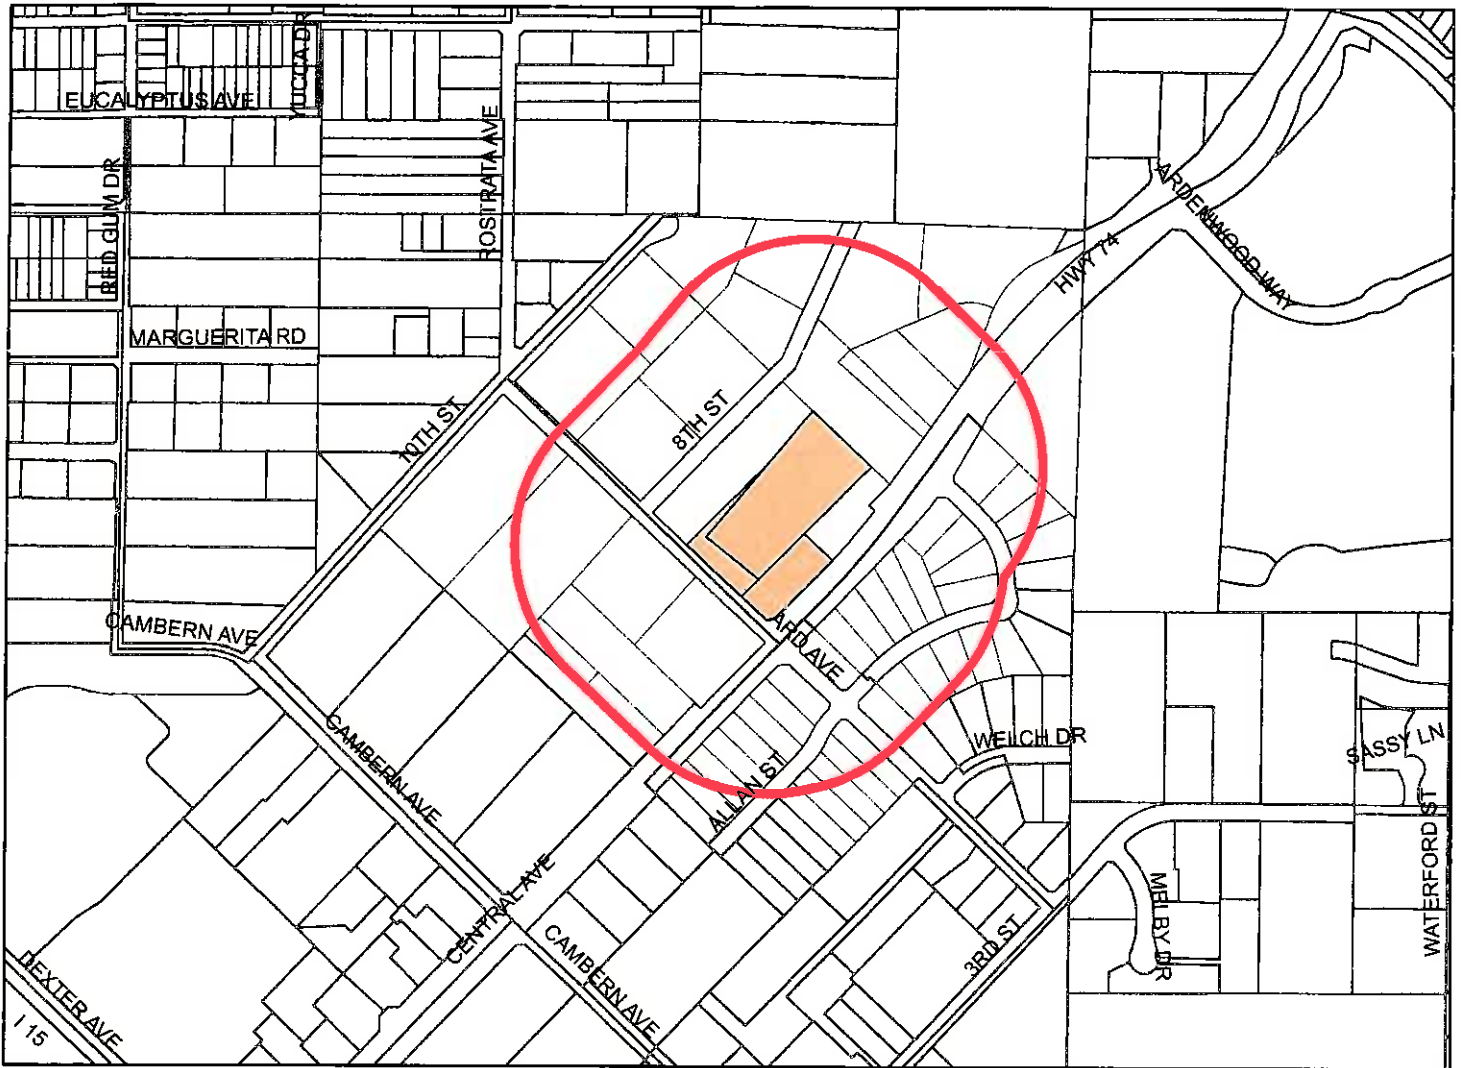 YUCCA DR
EUCALYPTUS AVE
ROSTRATA AVE
RED GUM DR
ARDENWOOD WAY
HWY 74
MARGUERITA RD
10TH ST
8TH ST
CAMBERN AVE
ARD AVE
CAMBERN AVE
WELCH DR
SASSY LN
ALLAN ST
WATERFORD ST
CENTRAL AVE
MELBY DR
CAMBERN AVE
3RD ST
DEXTER AVE
I 15